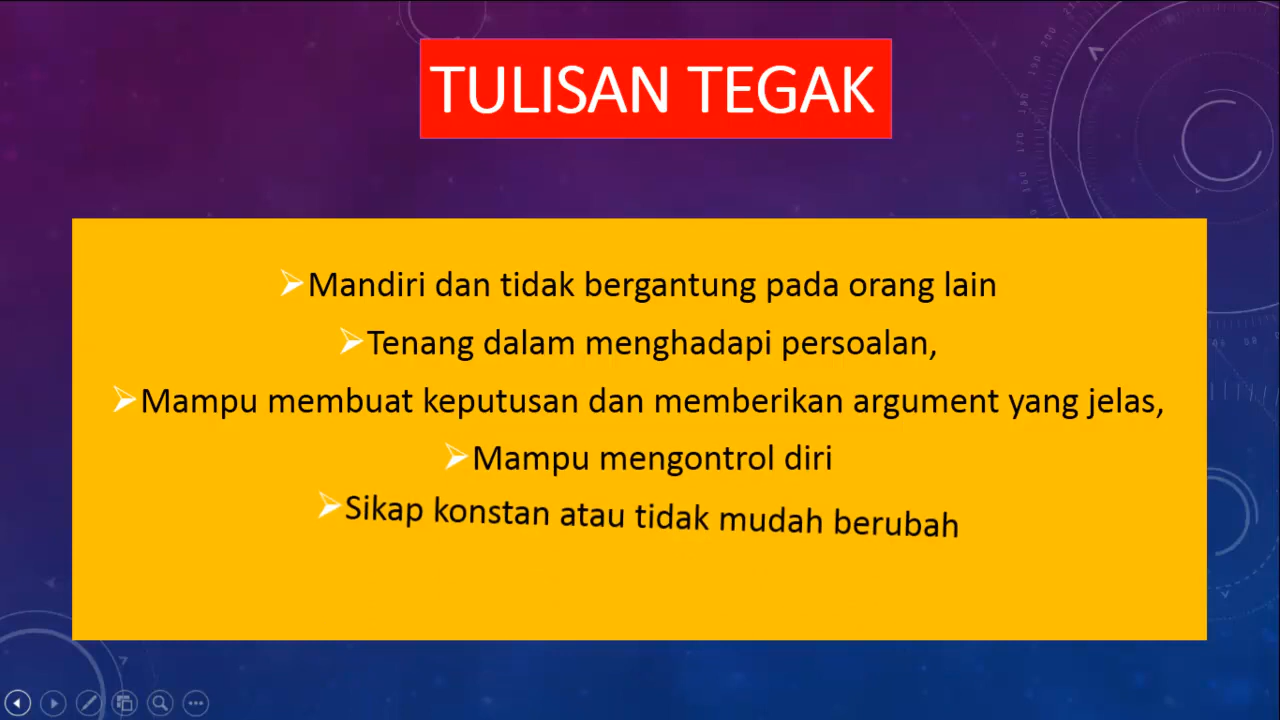 TULISAN TEGAK
➤Mandiri dan tidak bergantung pada orang lain
➤Tenang dalam menghadapi persoalan,
➤Mampu membuat keputusan dan memberikan argument yang jelas,
➤Mampu mengontrol diri
➤Sikap konstan atau tidak mudah berubah